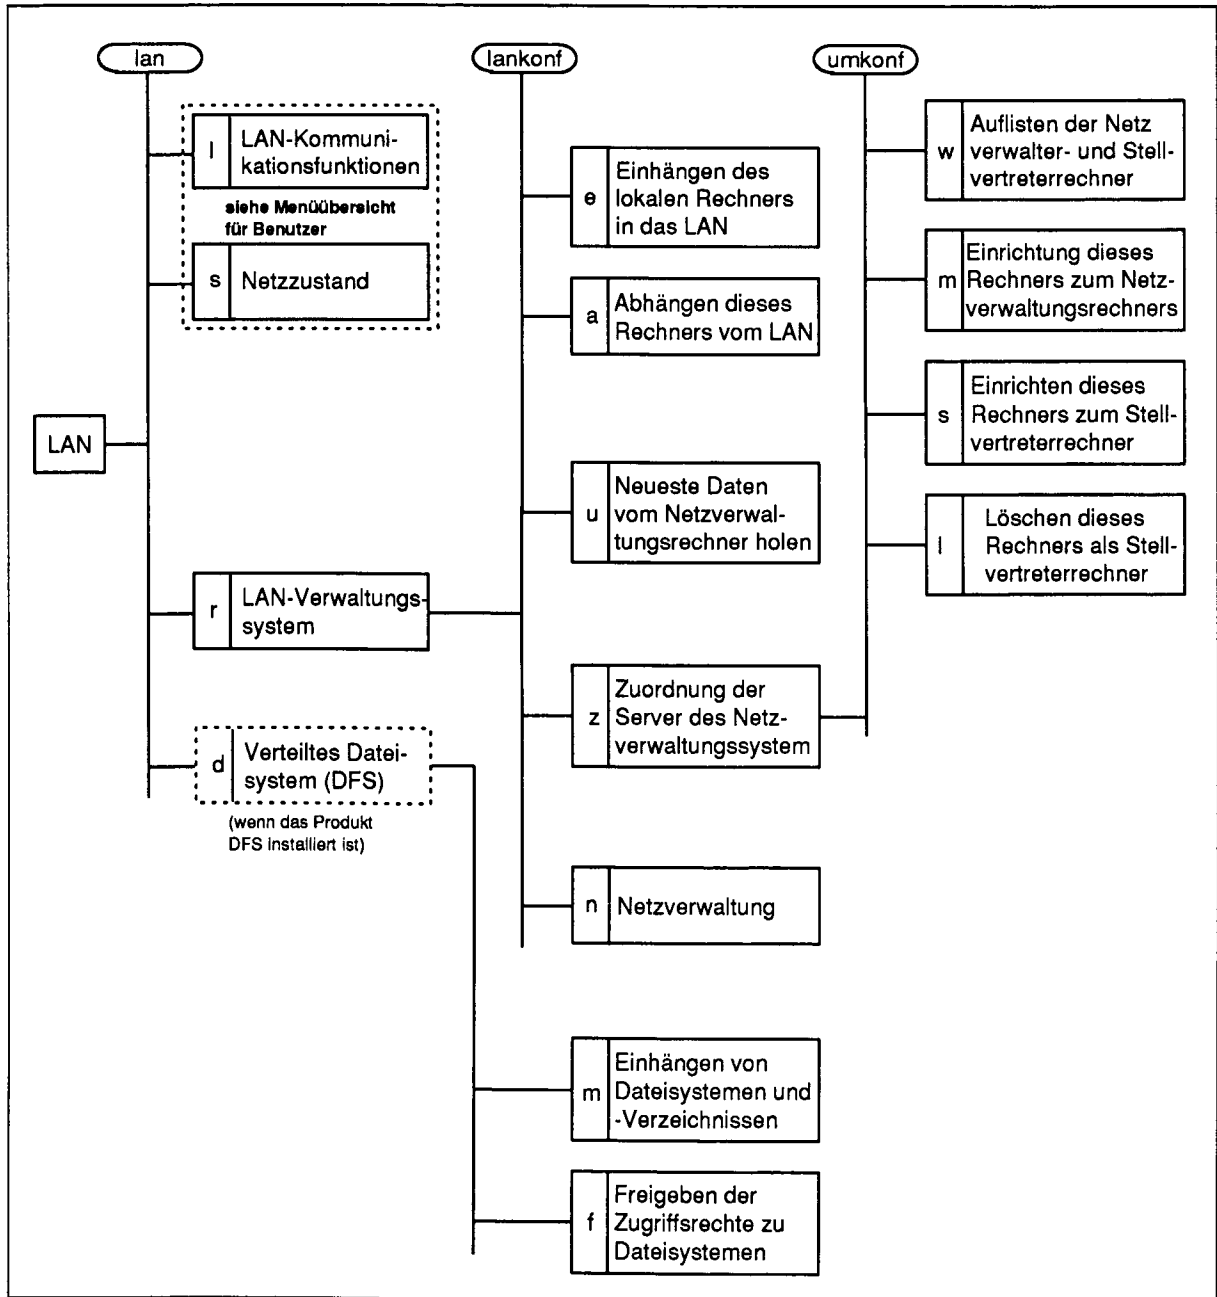 lan
l
LAN-Kommuni-
kationsfunktionen
siehe Menüübersicht
für Benutzer
s
Netzzustand
LAN
r
LAN-Verwaltungs-
system
d
Verteiltes Datei-
system (DFS)
(wenn das Produkt
DFS installiert ist)
lankonf
e
Einhängen des
lokalen Rechners
in das LAN
a
Abhängen dieses
Rechners vom LAN
u
Neueste Daten
vom Netzverwal-
tungsrechner holen
z
Zuordnung der
Server des Netz-
verwaltungssystem
n
Netzverwaltung
m
Einhängen von
Dateisystemen und
-Verzeichnissen
f
Freigeben der
Zugriffsrechte zu
Dateisystemen
umkonf
w
Auflisten der Netz
verwalter- und Stell-
vertreterrechner
m
Einrichtung dieses
Rechners zum Netz-
verwaltungsrechners
s
Einrichten dieses
Rechners zum Stell-
vertreterrechner
l
Löschen dieses
Rechners als Stell-
vertreterrechner